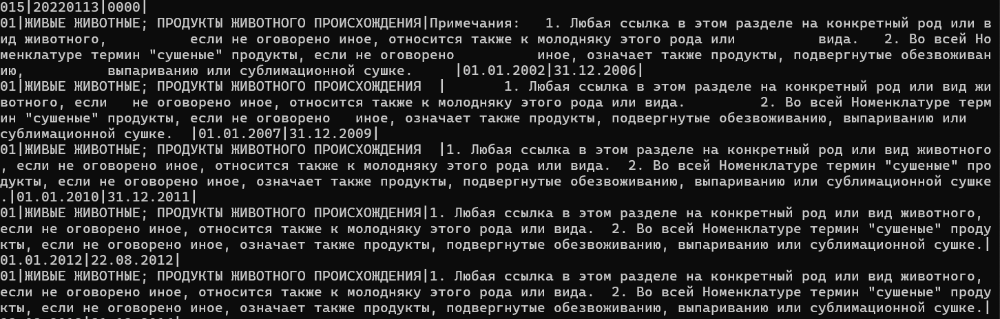 015|20220113|0000|
01|ЖИВЫЕ ЖИВОТНЫЕ; ПРОДУКТЫ ЖИВОТНОГО ПРОИСХОЖДЕНИЯ|Примечания:   1. Любая ссылка в этом разделе на конкретный род или в
ид животного,          если не оговорено иное, относится также к молодняку этого рода или          вида.   2. Во всей Но
менклатуре термин "сушеные" продукты, если не оговорено          иное, означает также продукты, подвергнутые обезвоживан
ию,          выпариванию или сублимационной сушке.     |01.01.2002|31.12.2006|
01|ЖИВЫЕ ЖИВОТНЫЕ; ПРОДУКТЫ ЖИВОТНОГО ПРОИСХОЖДЕНИЯ  |       1. Любая ссылка в этом разделе на конкретный род или вид жи
вотного, если   не оговорено иное, относится также к молодняку этого рода или вида.         2. Во всей Номенклатуре терм
ин "сушеные" продукты, если не оговорено   иное, означает также продукты, подвергнутые обезвоживанию, выпариванию или
сублимационной сушке.  |01.01.2007|31.12.2009|
01|ЖИВЫЕ ЖИВОТНЫЕ; ПРОДУКТЫ ЖИВОТНОГО ПРОИСХОЖДЕНИЯ  |1. Любая ссылка в этом разделе на конкретный род или вид животного
, если не оговорено иное, относится также к молодняку этого рода или вида.  2. Во всей Номенклатуре термин "сушеные" про
дукты, если не оговорено иное, означает также продукты, подвергнутые обезвоживанию, выпариванию или сублимационной сушке
.|01.01.2010|31.12.2011|
01|ЖИВЫЕ ЖИВОТНЫЕ; ПРОДУКТЫ ЖИВОТНОГО ПРОИСХОЖДЕНИЯ|1. Любая ссылка в этом разделе на конкретный род или вид животного,
если не оговорено иное, относится также к молодняку этого рода или вида.  2. Во всей Номенклатуре термин "сушеные" проду
кты, если не оговорено иное, означает также продукты, подвергнутые обезвоживанию, выпариванию или сублимационной сушке.|
01.01.2012|22.08.2012|
01|ЖИВЫЕ ЖИВОТНЫЕ; ПРОДУКТЫ ЖИВОТНОГО ПРОИСХОЖДЕНИЯ|1. Любая ссылка в этом разделе на конкретный род или вид животного,
если не оговорено иное, относится также к молодняку этого рода или вида.  2. Во всей Номенклатуре термин "сушеные" проду
кты, если не оговорено иное, означает также продукты, подвергнутые обезвоживанию, выпариванию или сублимационной сушке.|